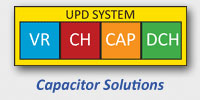 UPD SYSTEM
VR CH CAP DCH
Capacitor Solutions